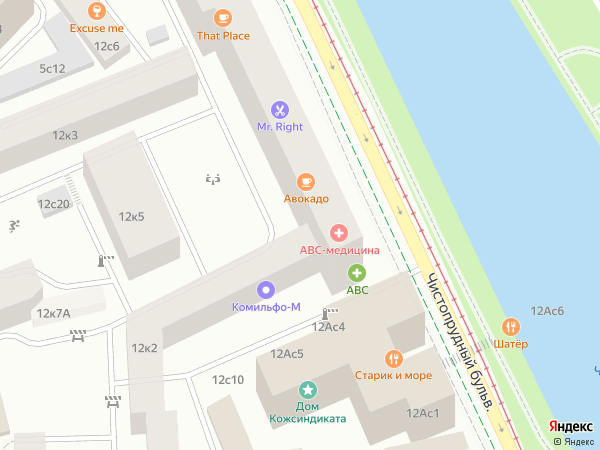 Excuse me
That Place
12с6
5с12
Mr. Right
12к3
Авокадо
12с20
12к5
АВС-медицина
АВС
Комильфо-М
12к7А
12Ас6
Шатёр
12Ас4
Чистопрудный бульв.
12к2
12Ас5
Старик и море
12с10
Дом
Кожсиндиката
12Ас1
Яндекс
© Яндекс